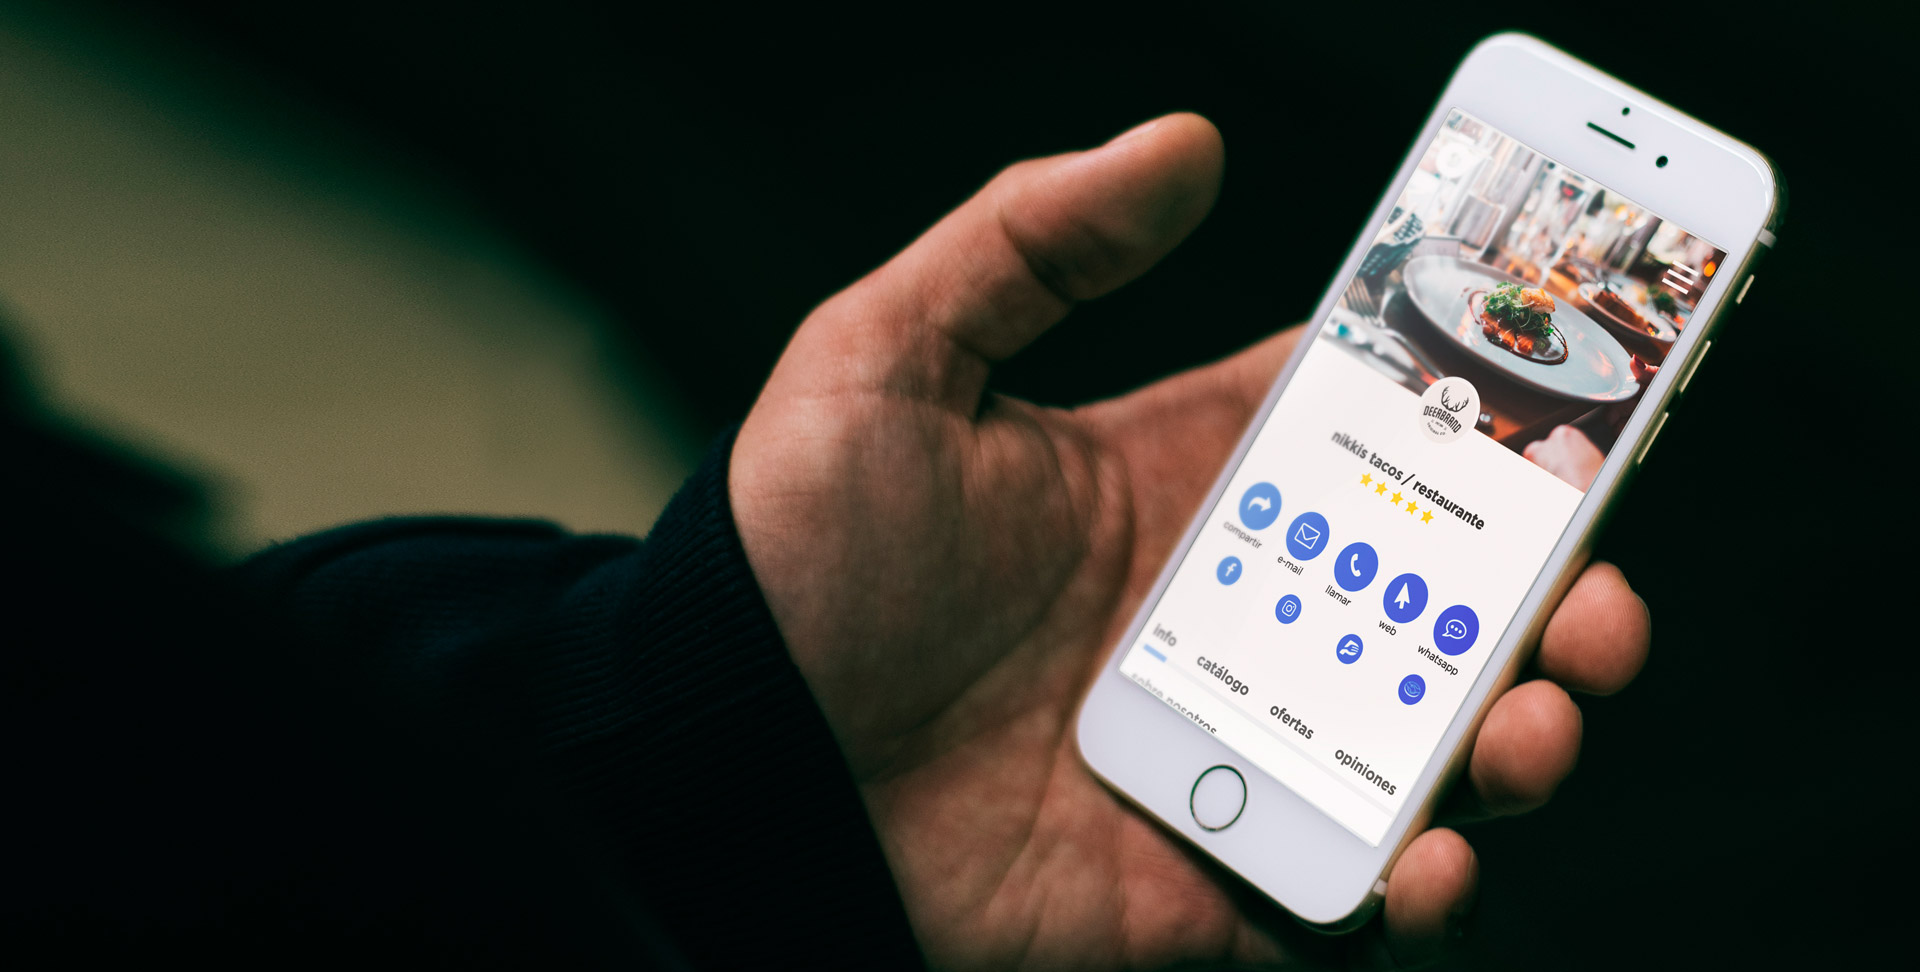 DEERBRAND
nikkis tacos / restaurante
compartir
e-mail
llamar
web
whatsapp
info
catálogo
ofertas
opiniones
sobre nosotros